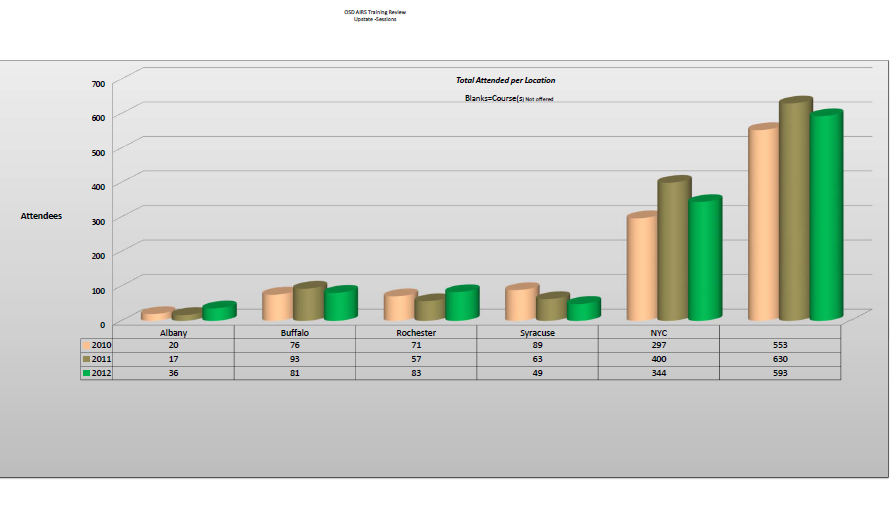 OSD AIRS Training Review
Upstate -Sessions
Total Attended per Location
Blanks=Course(s) Not offered
700
600
500
400
300
200
100
0
Attendees
Albany Buffalo Rochester Syracuse NYC
2010 20 76 71 89 297 553
2011 17 93 57 63 400 630
2012 36 81 83 49 344 593